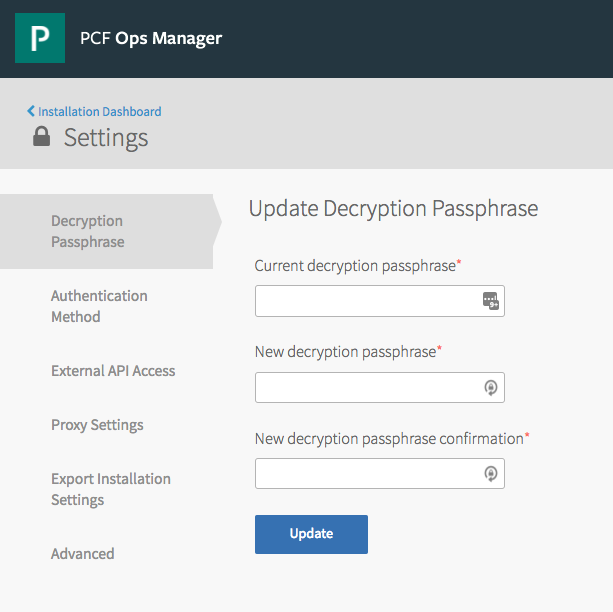 P
PCF Ops Manager
Installation Dashboard
Settings
Decryption
Passphrase
Authentication
Method
External API Access
Proxy Settings
Export Installation
Settings
Advanced
Update Decryption Passphrase
Current decryption passphrase*
9+
New decryption passphrase*
New decryption passphrase confirmation*
Update